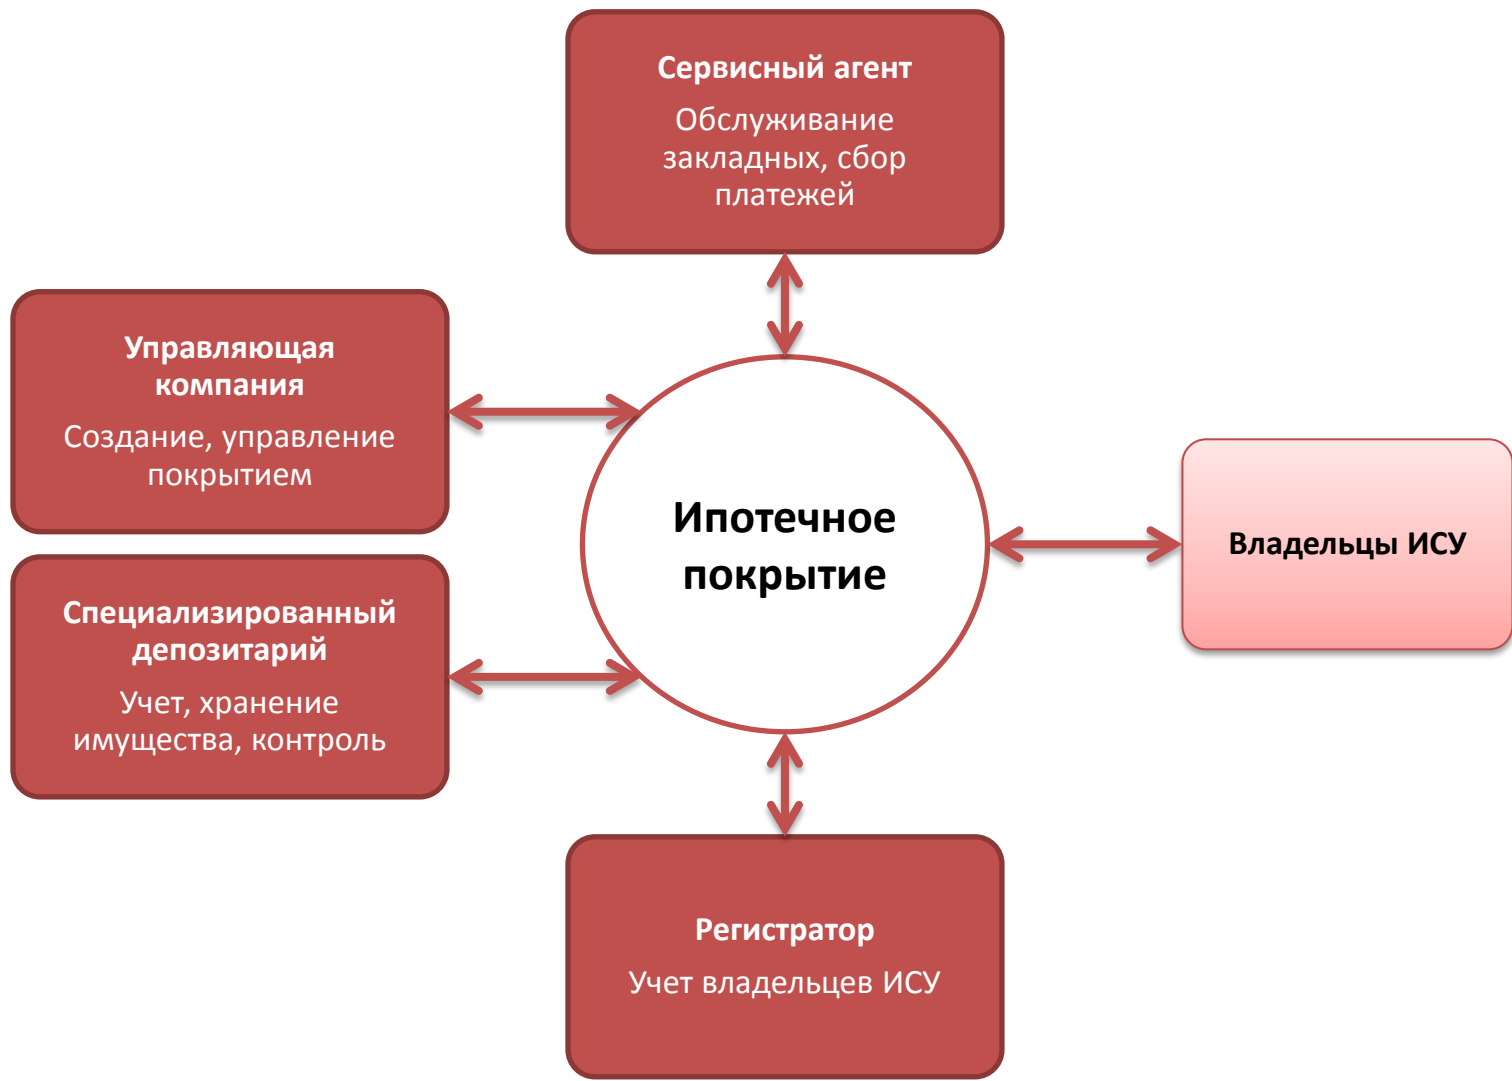 Сервисный агент
Обслуживание
закладных, сбор
платежей
Управляющая
компания
Создание, управление
покрытием
Ипотечное
покрытие
Владельцы ИСУ
Специализированный
депозитарий
Учет, хранение
имущества, контроль
Регистратор
Учет владельцев ИСУ